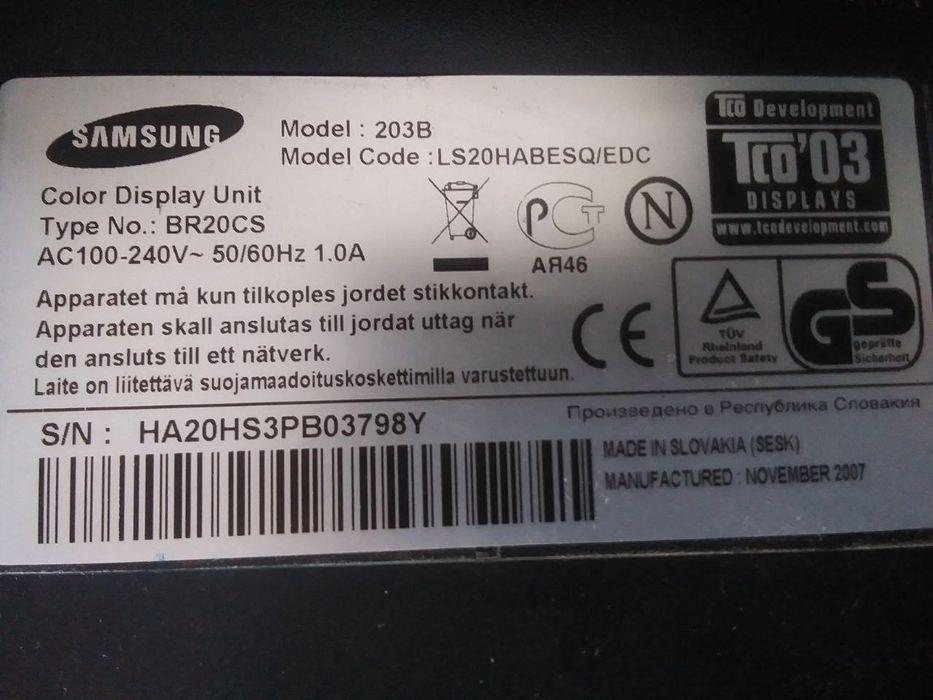 SAMSUNG
Model : 203B
Model Code :LS20HABESQ/EDC
Color Display Unit
Type No.: BR20CS
AC100-240V~ 50/60Hz 1.0A
PCT
AЯ46
N
TCO Development
TCO'03
DISPLAYS
www.tcodevelopment.com
Apparatet må kun tilkoples jordet stikkontakt.
Apparaten skall anslutas till jordat uttag när
den ansluts till ett nätverk.
Laite on liitettävä suojamaadoituskoskettimilla varustettuun.
CE
TÜV
Rheinland
Product Safety
GS
geprüfte
Sicherheit
S/N : HA20HS3PB03798Y
Произведено в Республика Словакия
MADE IN SLOVAKIA (SESK)
MANUFACTURED : NOVEMBER 2007